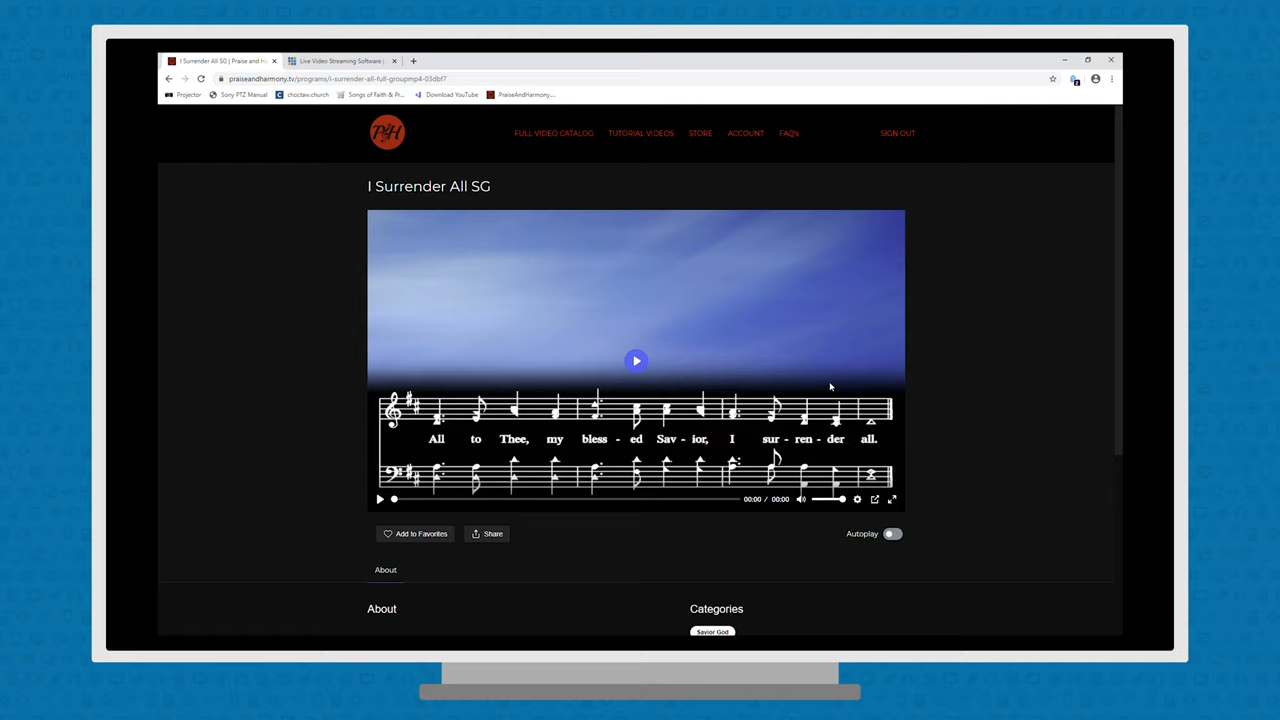 I Surrender All SG | Praise and H
Live Video Streaming Software |
praiseandharmony.tv/programs/i-surrender-all-full-groupmp4-03dbf7
Projector
Sony PTZ Manual
choctaw.church
Songs of Faith & Pr...
Download YouTube
PraiseAndHarmony....
P&H
FULL VIDEO CATALOG
TUTORIAL VIDEOS
STORE
ACCOUNT
FAQ's
SIGN OUT
I Surrender All SG
All to Thee, my bless - ed Sav - ior, I sur - ren - der all.
00:00 / 00:00
Add to Favorites
Share
Autoplay
About
About
Categories
Savior God